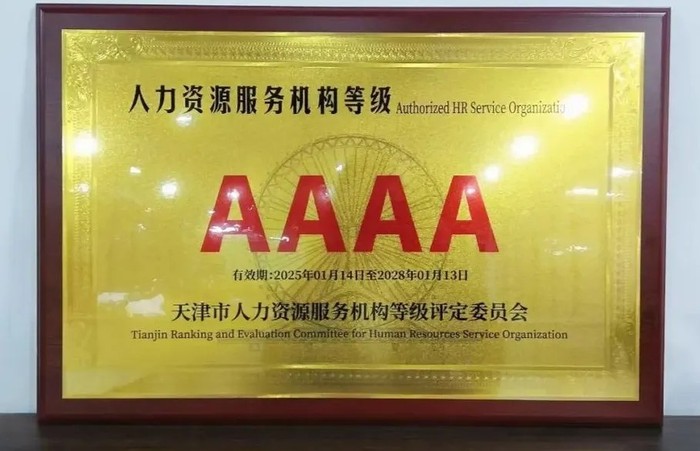 人力资源服务机构等级 Authorized HR Service Organization
AAAA
有效期:2025年01月14日至2028年01月13日
天津市人力资源服务机构等级评定委员会
Tianjin Ranking and Evaluation Committee for Human Resources Service Organization